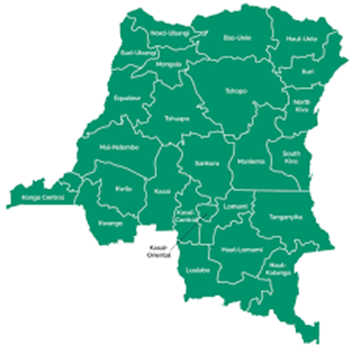 Nord-Ubangi
Bas-Uele
Haut-Uele
Sud-Ubangi
Mongala
Ituri
Équateur
Tshopo
North
Kivu
Tshuapa
Mai-Ndombe
Sankuru
Maniema
South
Kivu
Kongo Central
Kwilu
Kasai
Kwango
Kasai-
Central
Lomami
Tanganyika
Kasai-
Oriental
Haut-Lomami
Lualaba
Haut-
Katanga